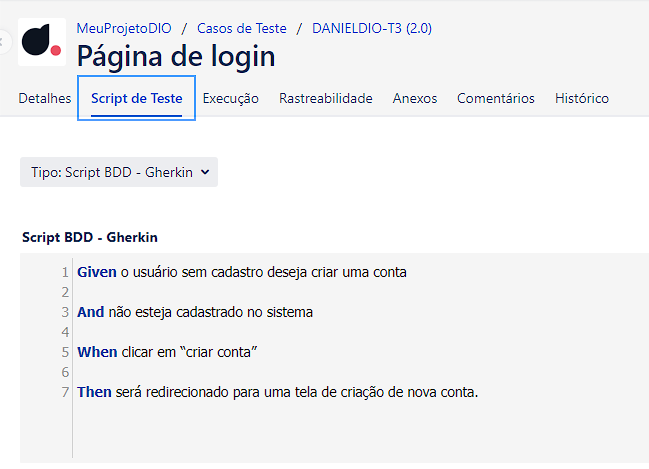 MeuProjetoDIO / Casos de Teste / DANIELDIO-T3 (2.0)
Página de login
Detalhes Script de Teste Execução Rastreabilidade Anexos Comentários Histórico
Tipo: Script BDD - Gherkin
Script BDD - Gherkin
1 Given o usuário sem cadastro deseja criar uma conta
2
3 And não esteja cadastrado no sistema
4
5 When clicar em “criar conta”
6
7 Then será redirecionado para uma tela de criação de nova conta.